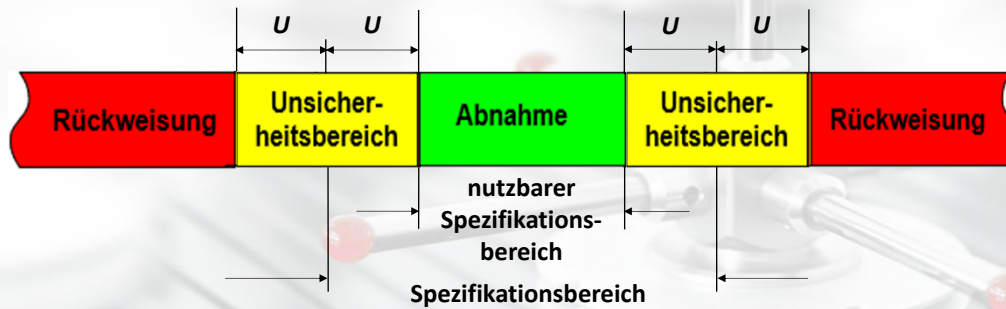 U U U U
Rückweisung
Unsicher-
heitsbereich
Abnahme
Unsicher-
heitsbereich
Rückweisung
nutzbarer
Spezifikations-
bereich
Spezifikationsbereich